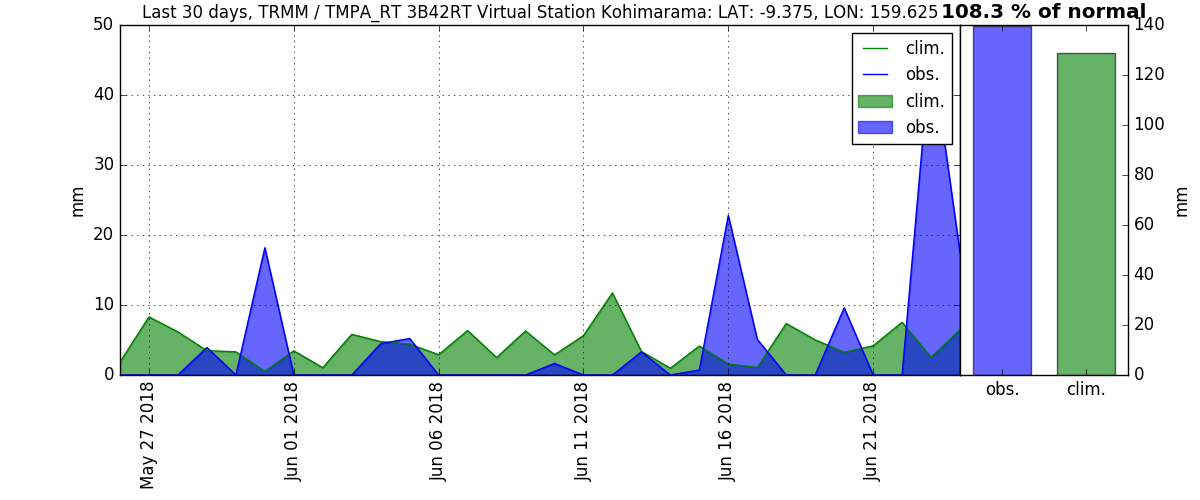 Last 30 days, TRMM / TMPA_RT 3B42RT Virtual Station Kohimarama: LAT: -9.375, LON: 159.625
108.3 % of normal
50
40
30
20
10
0
mm
clim.
obs.
clim.
obs.
140
120
100
80
60
40
20
0
mm
obs.
clim.
May 27 2018
Jun 01 2018
Jun 06 2018
Jun 11 2018
Jun 16 2018
Jun 21 2018